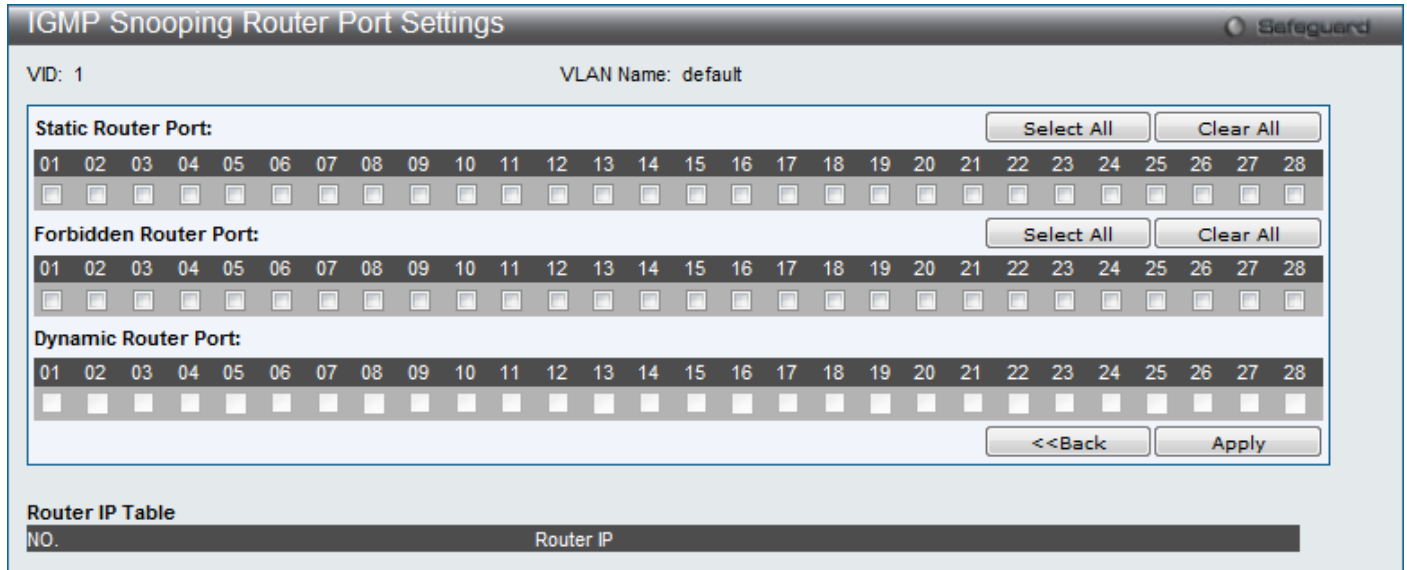 IGMP Snooping Router Port Settings Safeguard
VID: 1 VLAN Name: default
Static Router Port: Select All Clear All
01 02 03 04 05 06 07 08 09 10 11 12 13 14 15 16 17 18 19 20 21 22 23 24 25 26 27 28
Forbidden Router Port: Select All Clear All
01 02 03 04 05 06 07 08 09 10 11 12 13 14 15 16 17 18 19 20 21 22 23 24 25 26 27 28
Dynamic Router Port:
01 02 03 04 05 06 07 08 09 10 11 12 13 14 15 16 17 18 19 20 21 22 23 24 25 26 27 28
<<Back Apply
Router IP Table
NO. Router IP